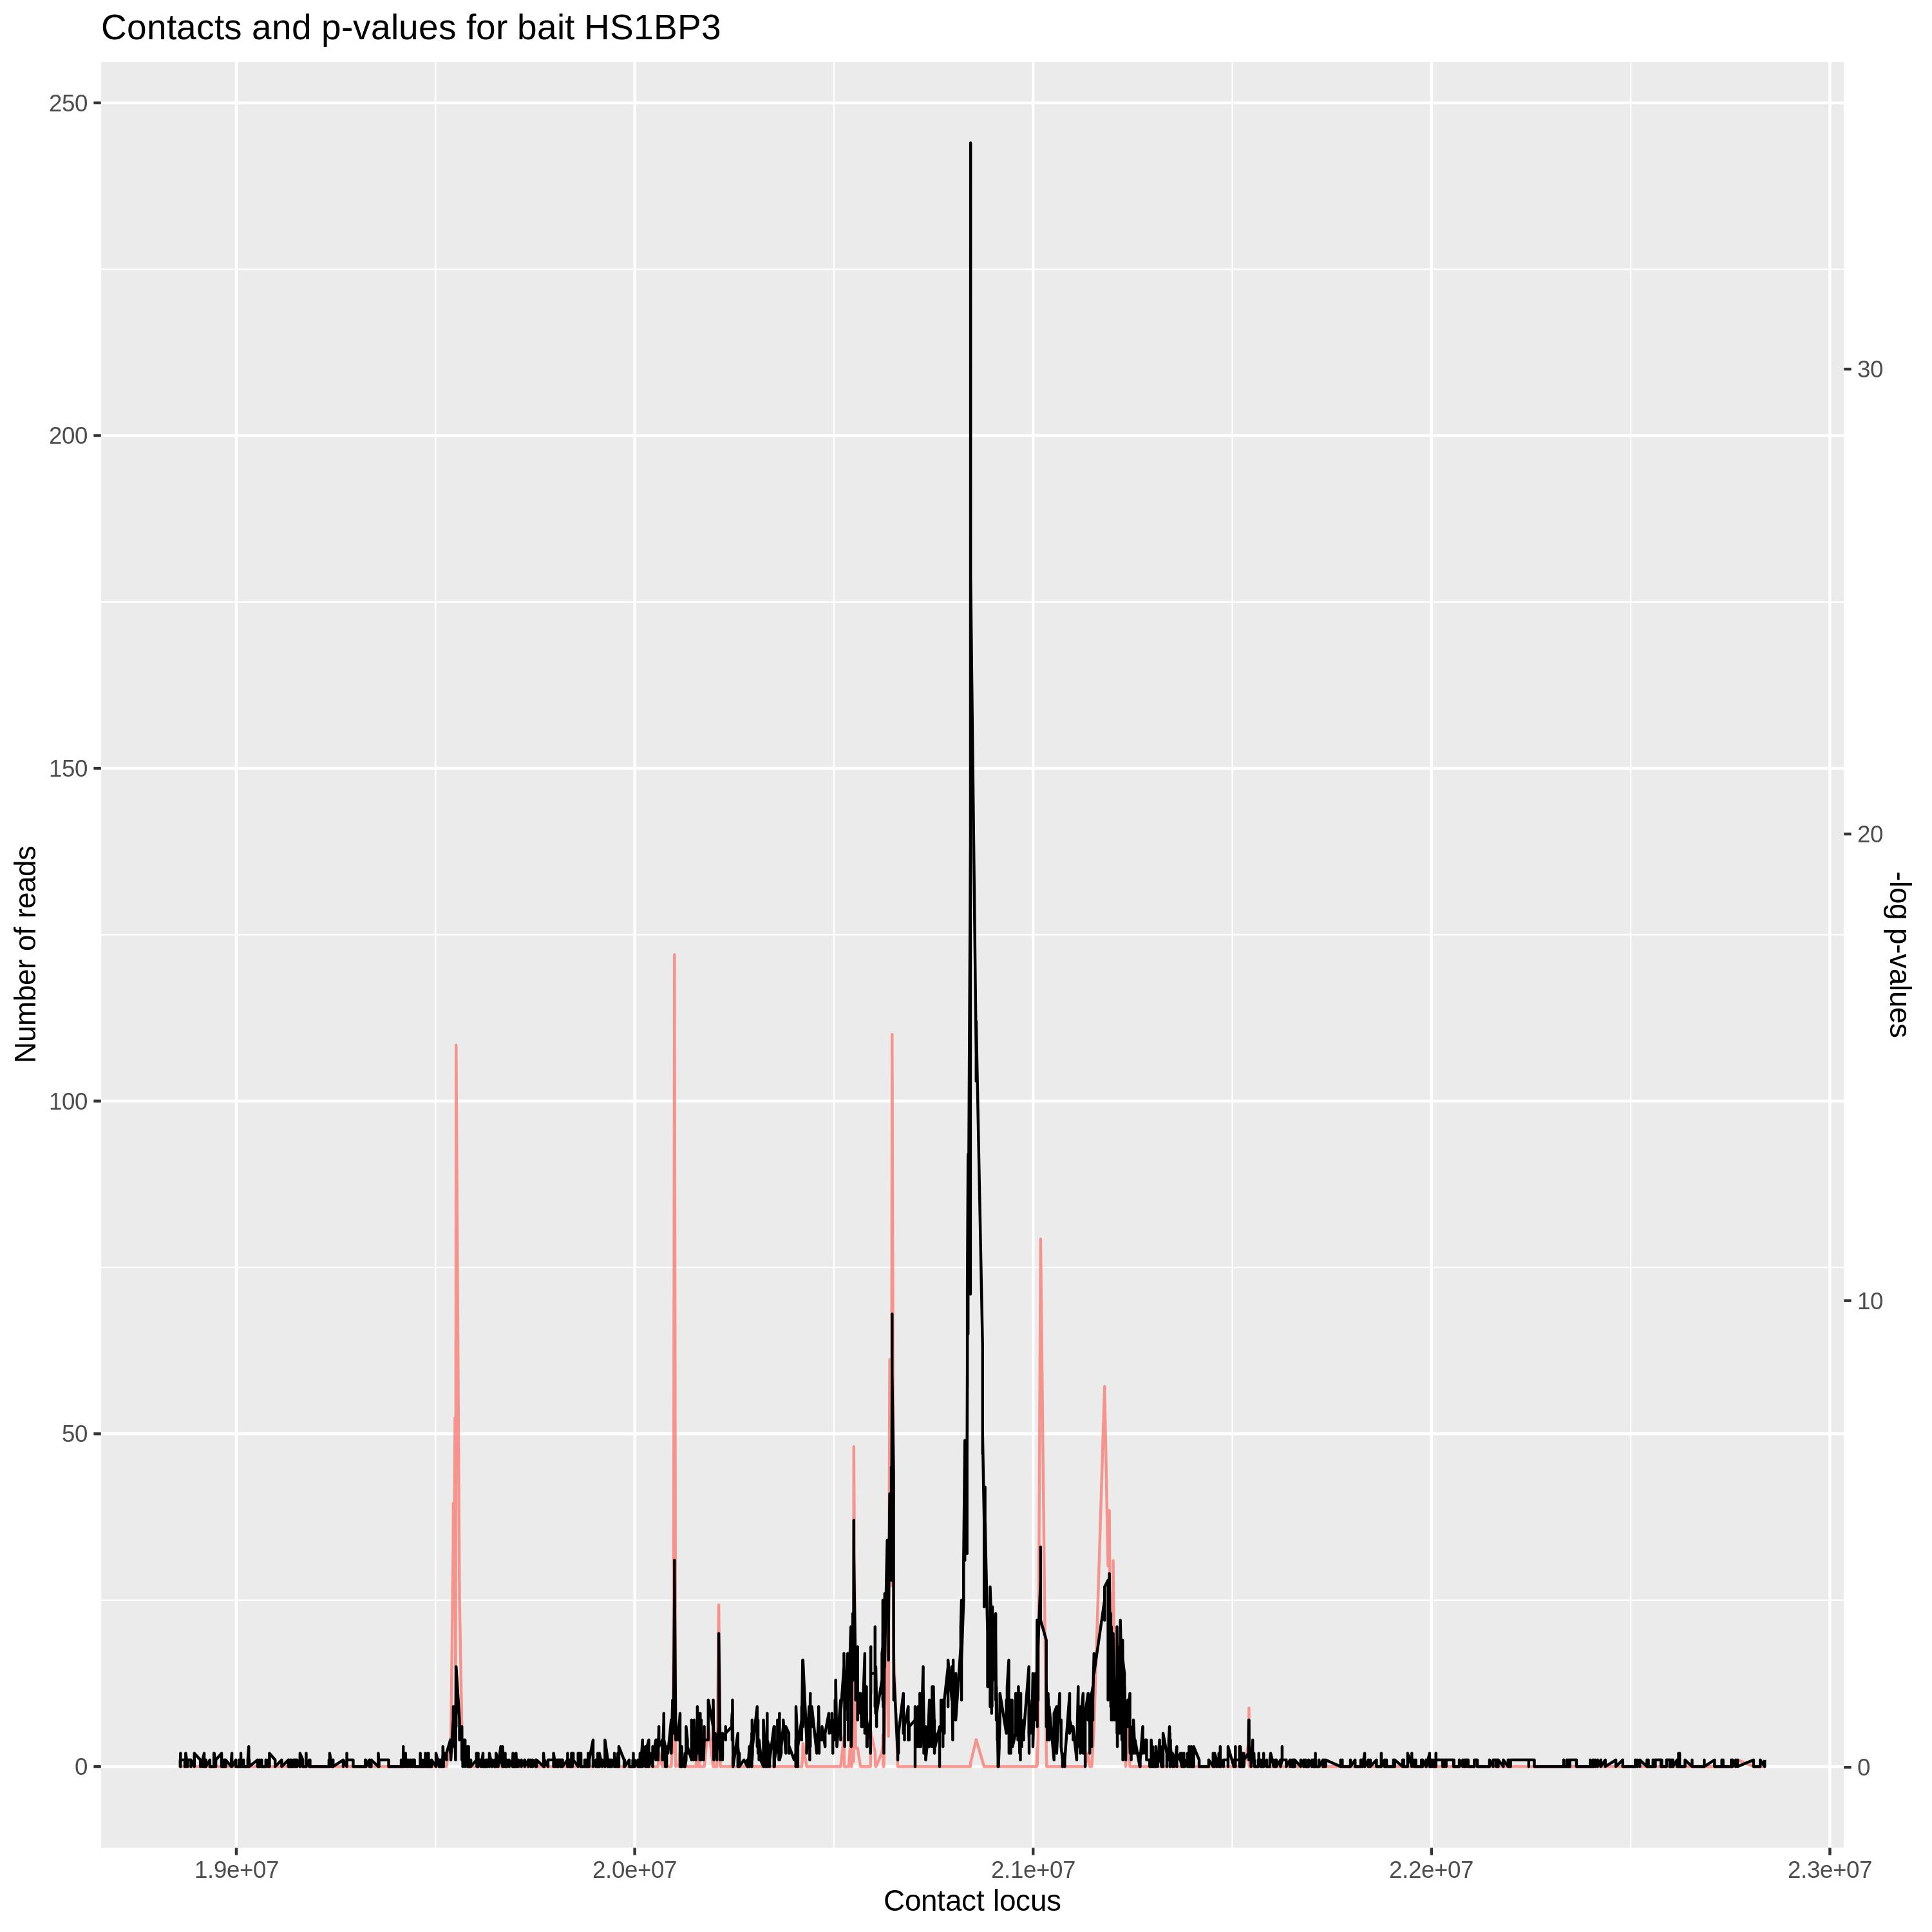 Contacts and p-values for bait HS1BP3
250
200
150
100
50
0
Number of reads
30
20
10
0
-log p-values
1.9e+07
2.0e+07
2.1e+07
2.2e+07
2.3e+07
Contact locus